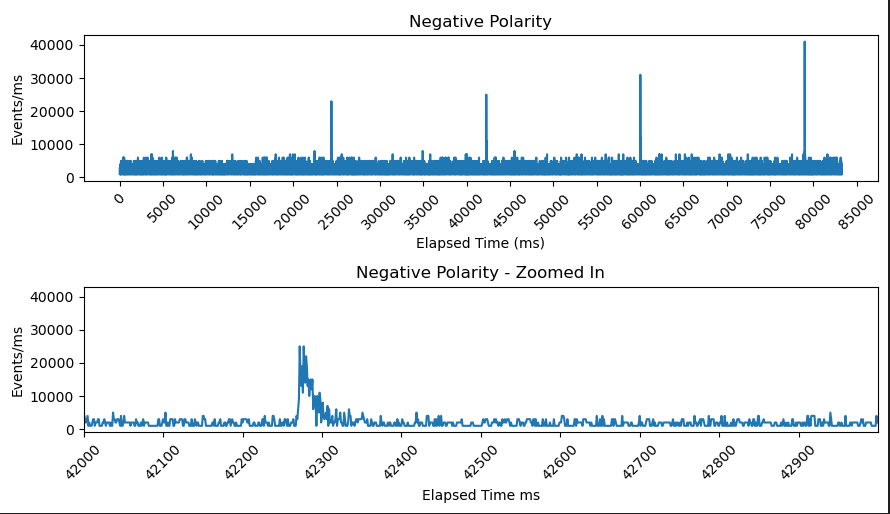 Negative Polarity
40000
30000
20000
10000
0
Events/ms
0 5000 10000 15000 20000 25000 30000 35000 40000 45000 50000 55000 60000 65000 70000 75000 80000 85000
Elapsed Time (ms)
Negative Polarity - Zoomed In
40000
30000
20000
10000
0
Events/ms
42000 42100 42200 42300 42400 42500 42600 42700 42800 42900
Elapsed Time ms